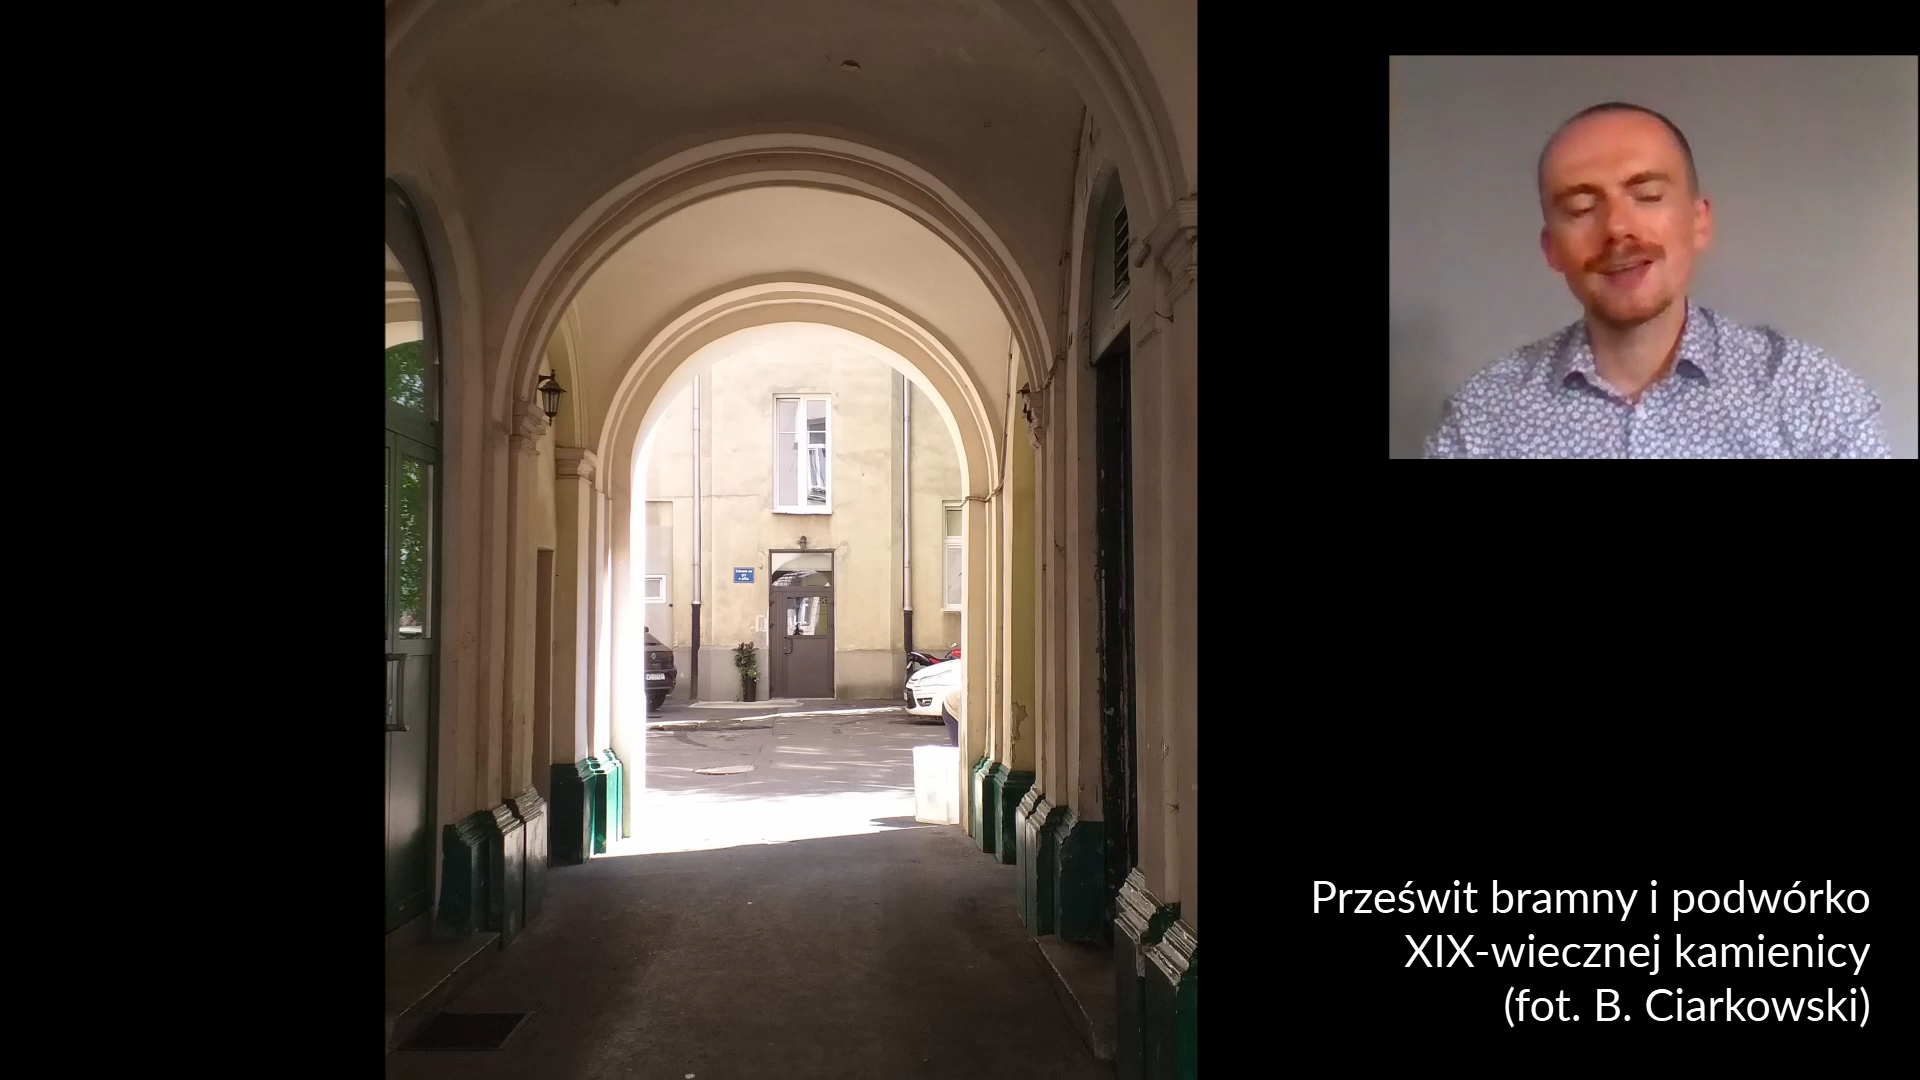 Prześwit bramny i podwórko
XIX-wiecznej kamienicy
(fot. B. Ciarkowski)